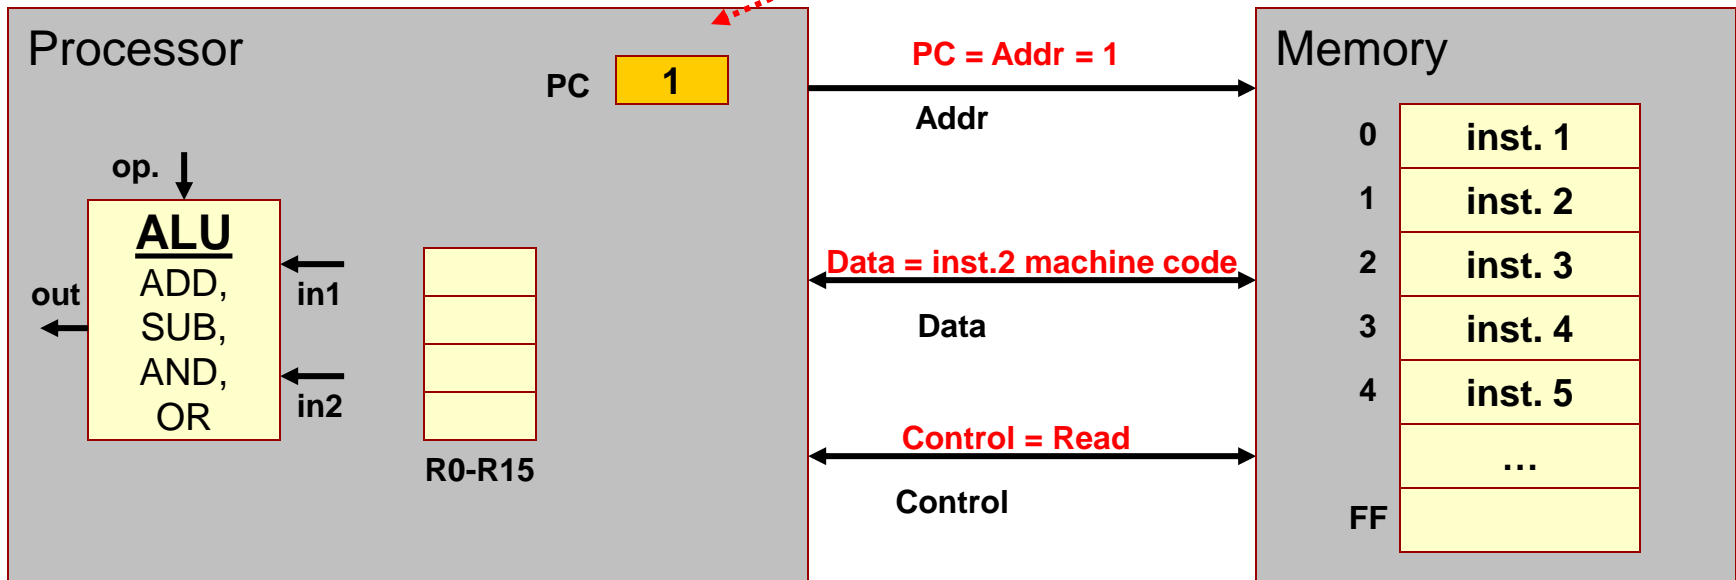 Processor
PC
1
op.
ALU
ADD,
SUB,
AND,
OR
out
in1
in2
R0-R15
PC = Addr = 1
Addr
Data = inst.2 machine code
Data
Control = Read
Control
Memory
0 inst. 1
1 inst. 2
2 inst. 3
3 inst. 4
4 inst. 5
…
FF